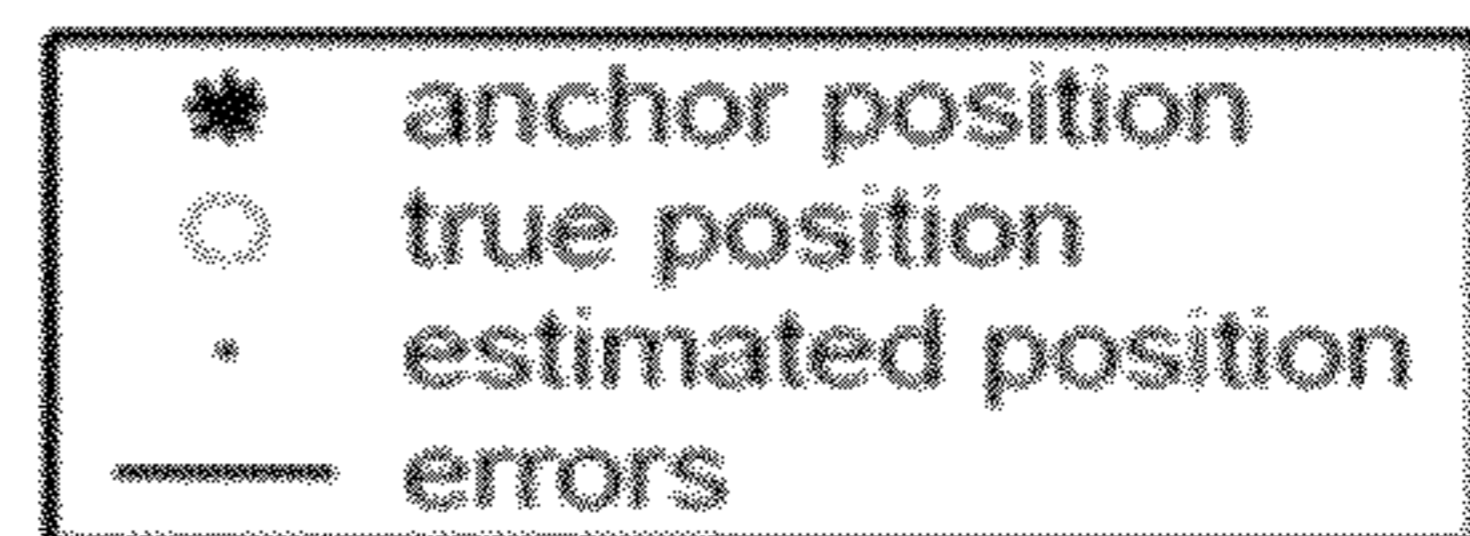 anchor position
true position
estimated position
errors